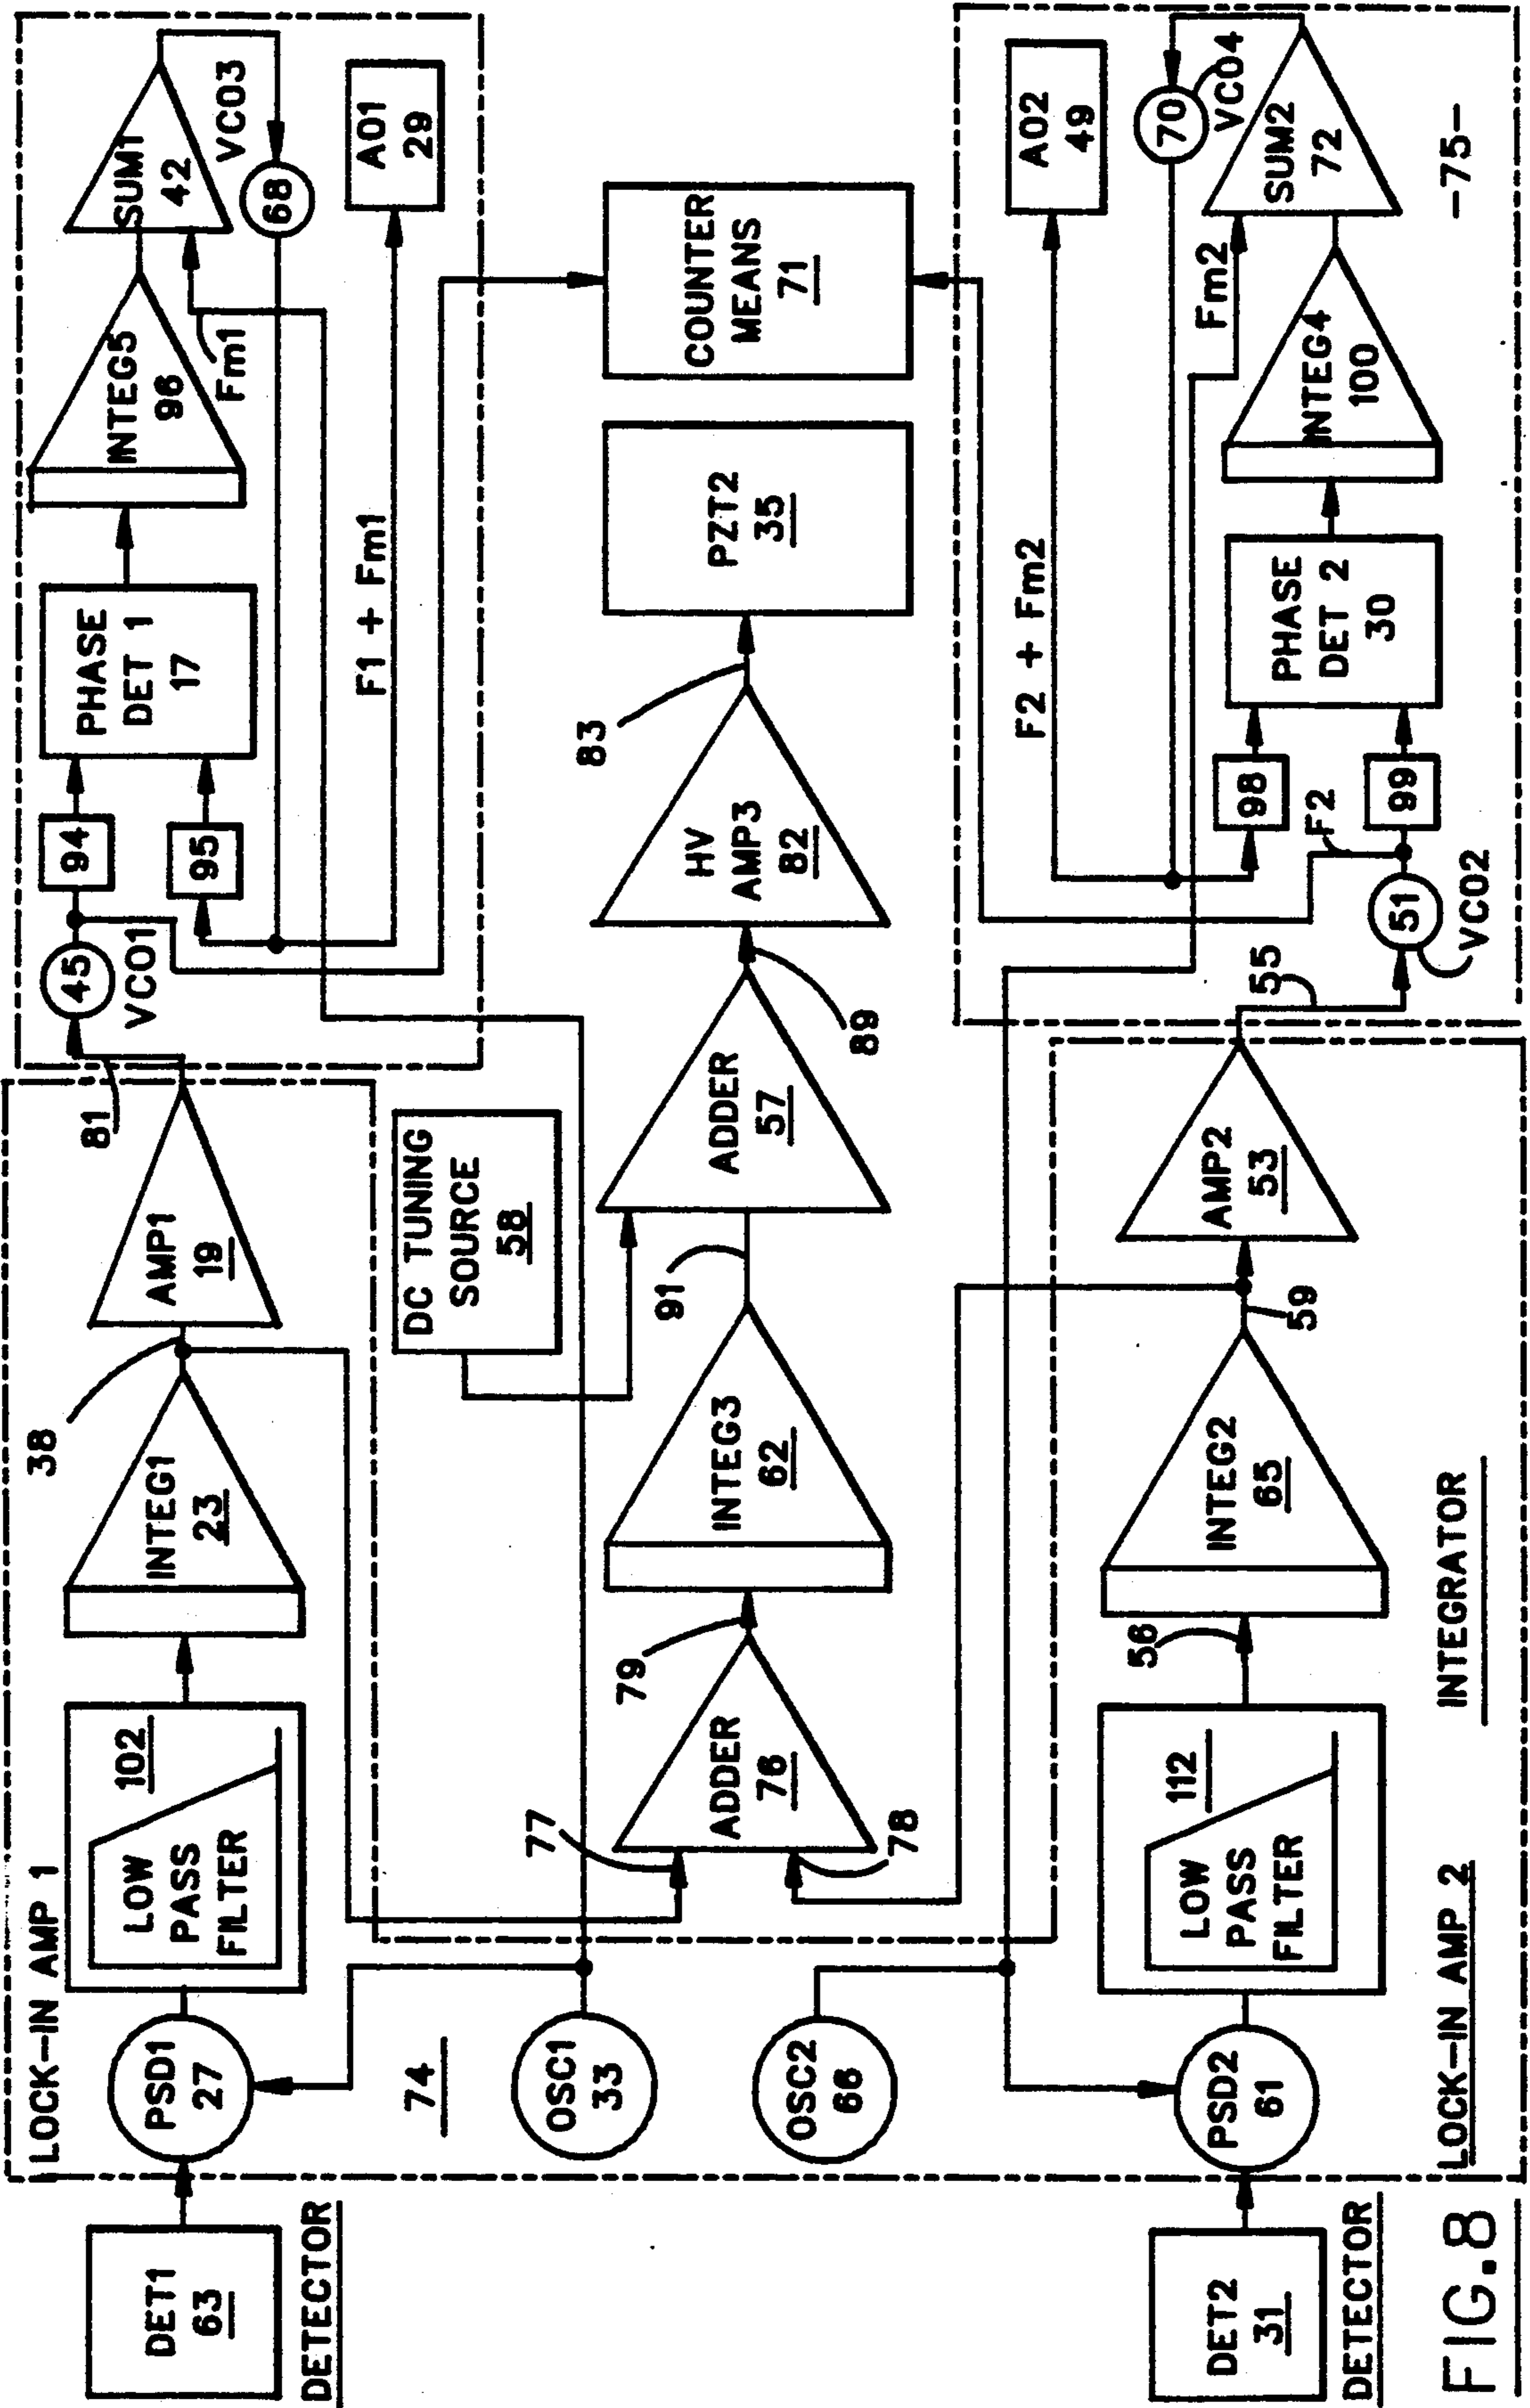 LOCK-IN AMP 1
DET1
63
DETECTOR
PSD1
27
LOW
PASS
FILTER
102
INTEG1
23
38
AMP1
19
81
45
VCO1
94
95
PHASE
DET 1
17
INTEG5
96
SUM1
42
Fm1
68
VCO3
F1 + Fm1
AO1
29
74
OSC1
33
OSC2
66
77
78
ADDER
76
79
INTEG3
62
91
DC TUNING
SOURCE
58
ADDER
57
89
HV
AMP3
82
83
PZT2
35
COUNTER
MEANS
71
DET2
31
DETECTOR
PSD2
61
LOW
PASS
FILTER
112
56
INTEG2
65
59
AMP2
53
55
51
VCO2
F2
98
99
PHASE
DET 2
30
INTEG4
100
SUM2
72
Fm2
70
VCO4
F2 + Fm2
AO2
49
-75-
LOCK-IN AMP 2
INTEGRATOR
FIG.8